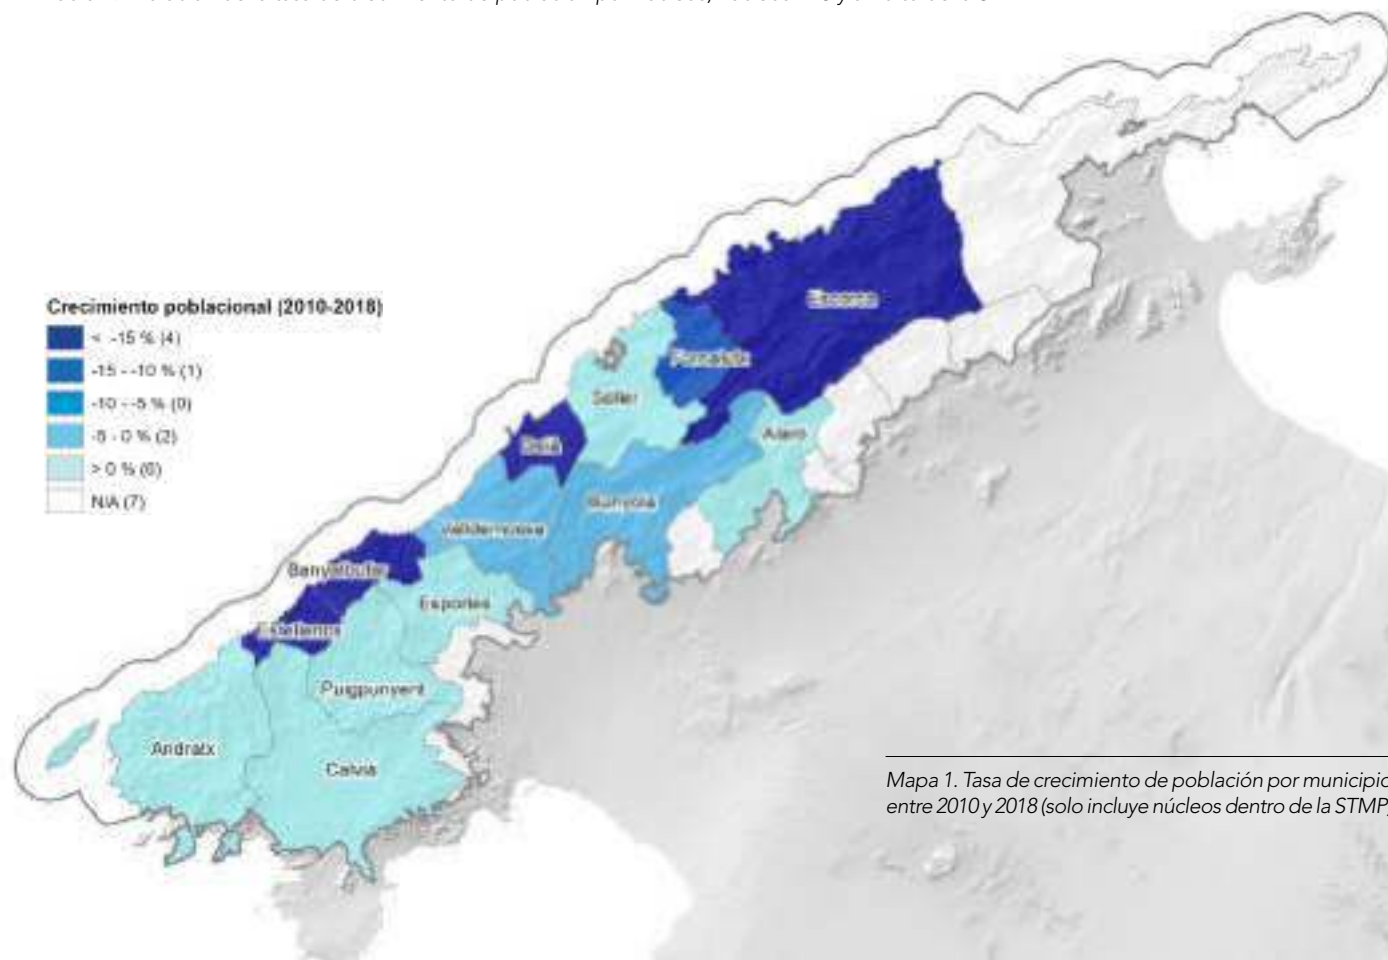 Crecimiento poblacional (2010-2018)
< -15 % (4)
-15 - -10 % (1)
-10 - -5 % (0)
-5 - 0 % (2)
> 0 % (6)
N/A (7)
Escorca
Fornalutx
Sóller
Deià
Alaró
Bunyola
Valldemossa
Banyalbufar
Esporles
Estellencs
Puigpunyent
Andratx
Calvià
Mapa 1. Tasa de crecimiento de población por municipio
entre 2010 y 2018 (solo incluye núcleos dentro de la STMP)